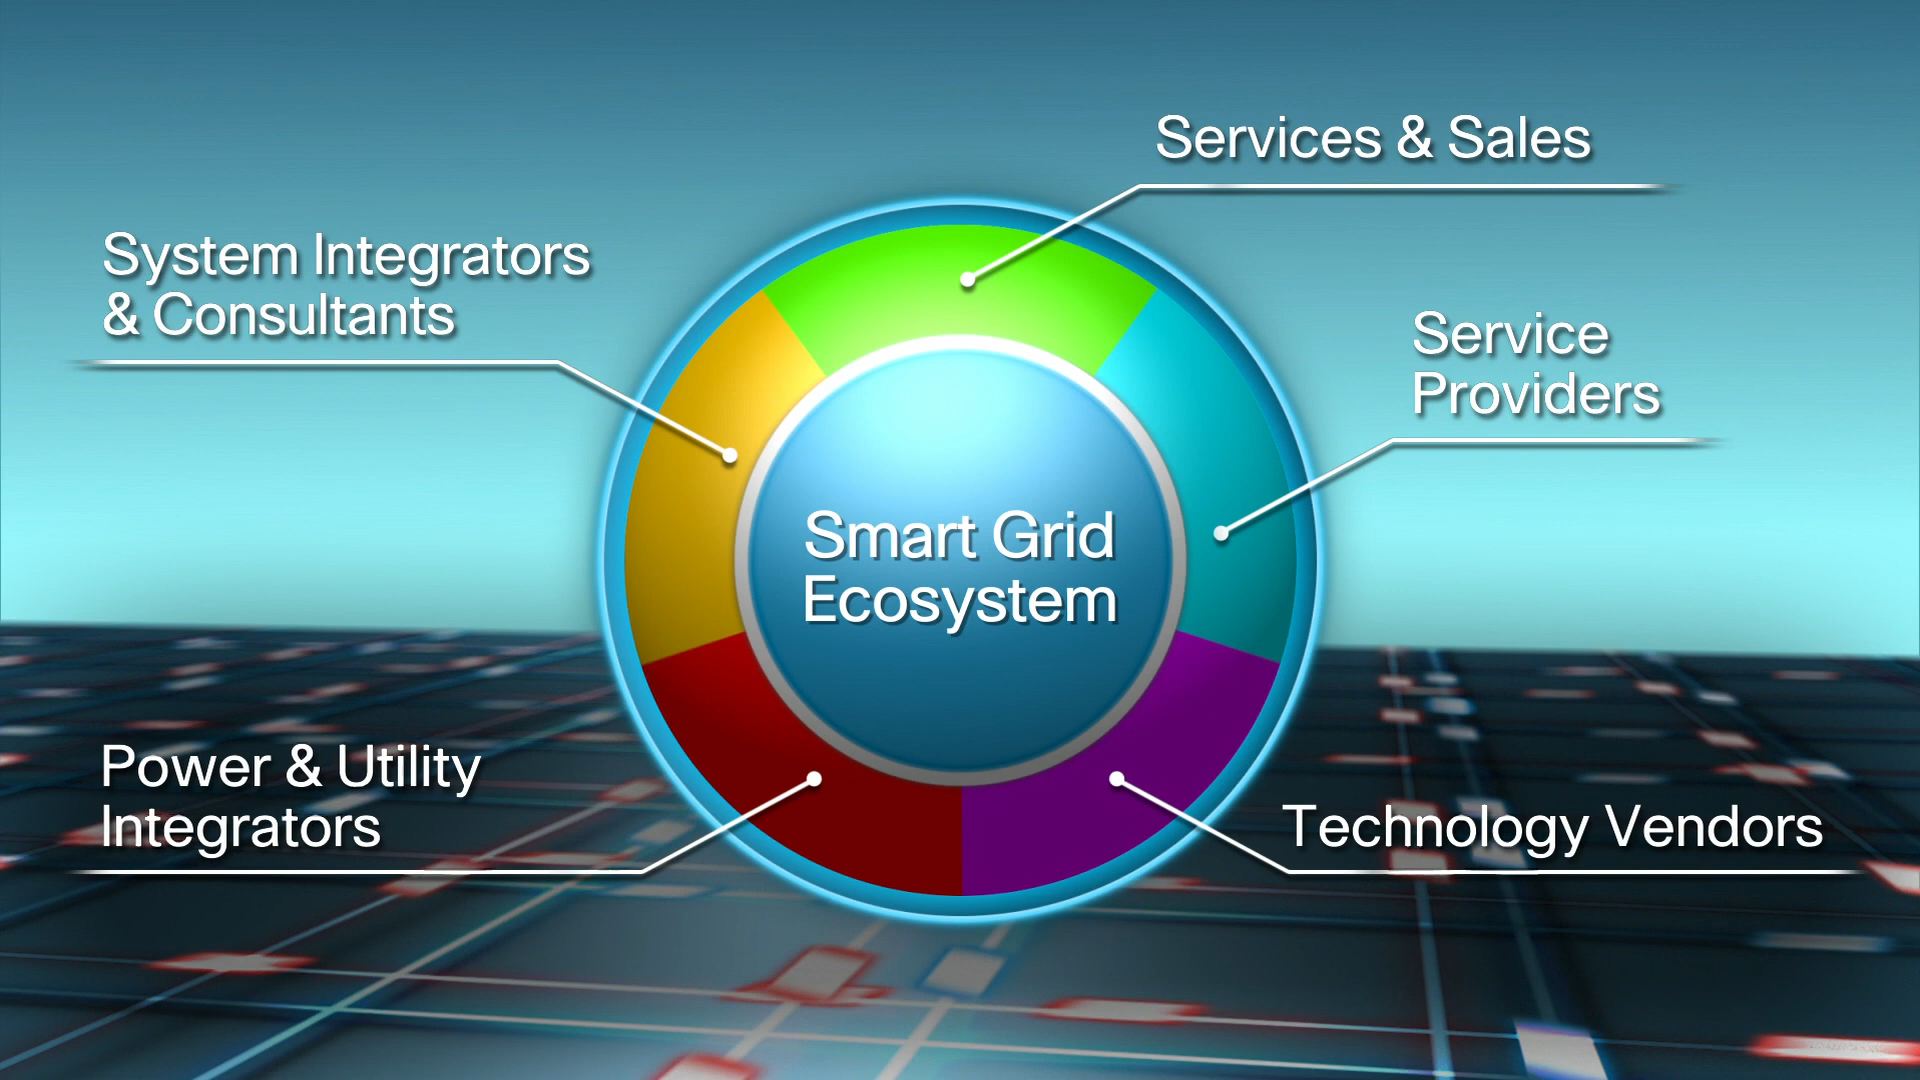 Services & Sales
System Integrators
& Consultants
Service
Providers
Smart Grid
Ecosystem
Power & Utility
Integrators
Technology Vendors